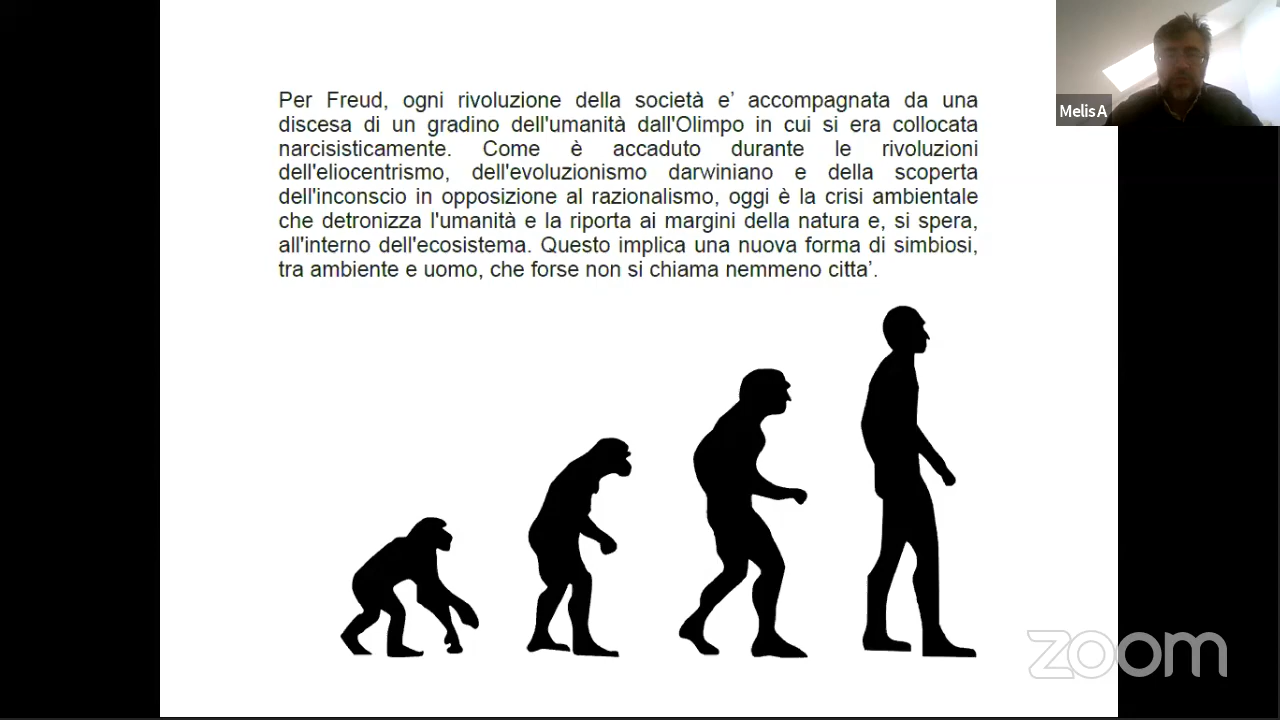 Per Freud, ogni rivoluzione della società e' accompagnata da una
discesa di un gradino dell'umanità dall'Olimpo in cui si era collocata
narcisisticamente. Come è accaduto durante le rivoluzioni
dell'eliocentrismo, dell'evoluzionismo darwiniano e della scoperta
dell'inconscio in opposizione al razionalismo, oggi è la crisi ambientale
che detronizza l'umanità e la riporta ai margini della natura e, si spera,
all'interno dell'ecosistema. Questo implica una nuova forma di simbiosi,
tra ambiente e uomo, che forse non si chiama nemmeno citta'.
Melis A
zoom